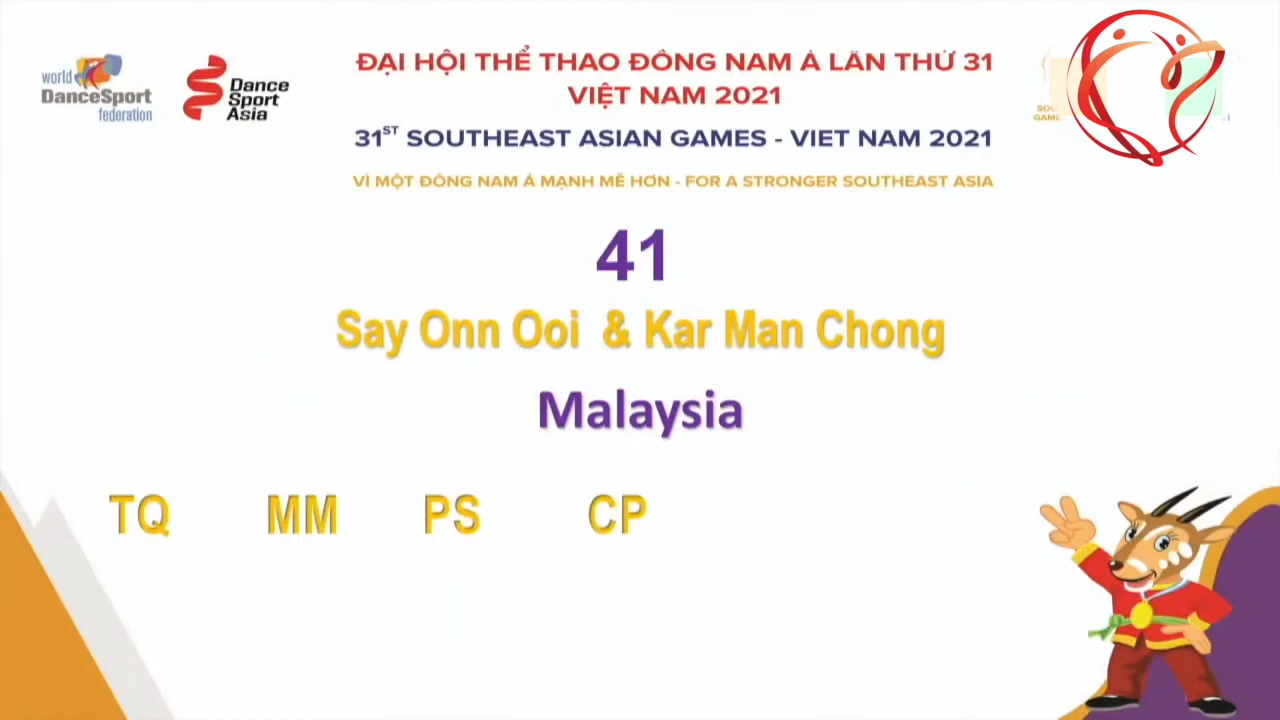 world
DanceSport
federation
Dance
Sport
Asia
ĐẠI HỘI THỂ THAO ĐÔNG NAM Á LẦN THỨ 31
VIỆT NAM 2021
31ST SOUTHEAST ASIAN GAMES - VIET NAM 2021
VÌ MỘT ĐÔNG NAM Á MẠNH MẼ HƠN - FOR A STRONGER SOUTHEAST ASIA
41
Say Onn Ooi & Kar Man Chong
Malaysia
TQ MM PS CP